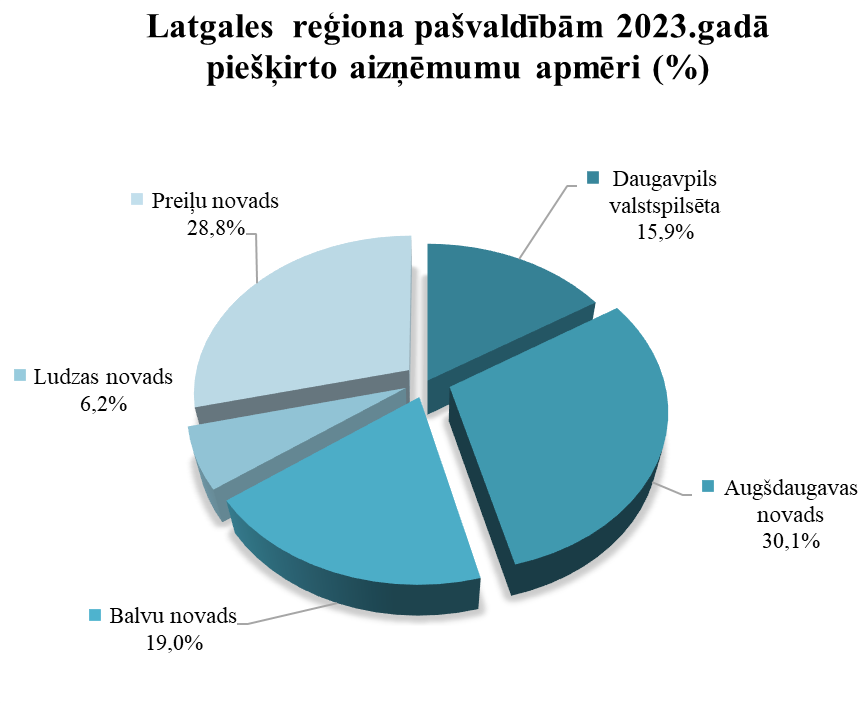 Latgales reģiona pašvaldībām 2023.gadā
piešķirto aizņēmumu apmēri (%)
Daugavpils
valstspilsēta
15,9%
Augšdaugavas
novads
30,1%
Balvu novads
19,0%
Ludzas novads
6,2%
Preiļu novads
28,8%